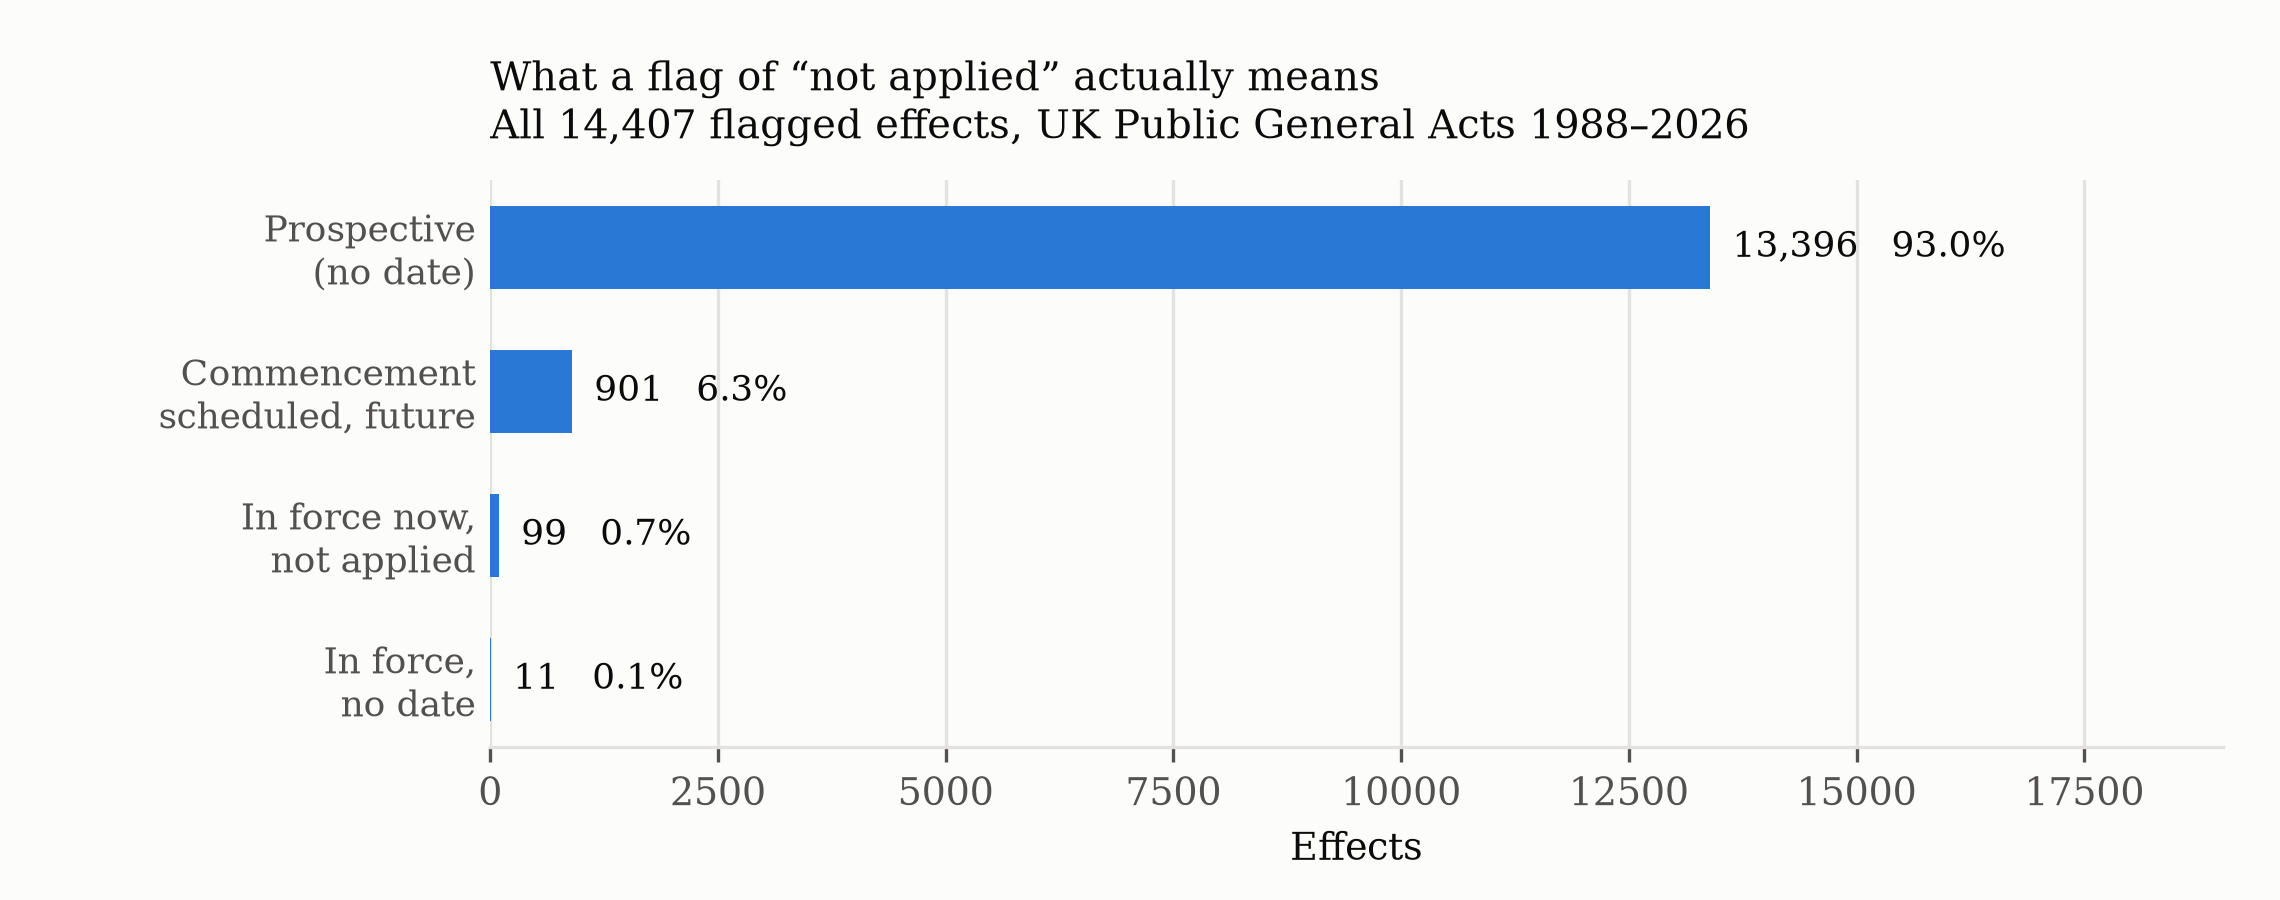 What a flag of “not applied” actually means
All 14,407 flagged effects, UK Public General Acts 1988–2026
Prospective
(no date)
13,396 93.0%
Commencement
scheduled, future
901 6.3%
In force now,
not applied
99 0.7%
In force,
no date
11 0.1%
0 2500 5000 7500 10000 12500 15000 17500
Effects